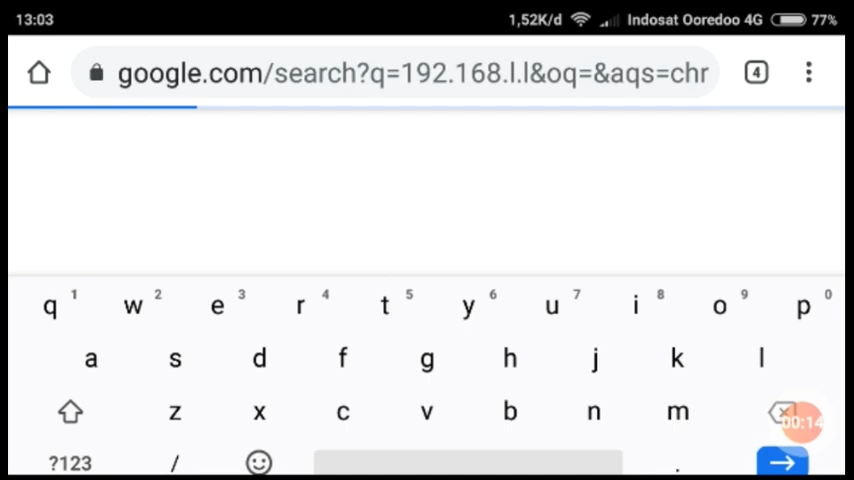 13:03 1,52K/d Indosat Ooredoo 4G 77%
google.com/search?q=192.168.l.l&oq=&aqs=chr 4
q 1 w 2 e 3 r 4 t 5 y 6 u 7 i 8 o 9 p 0
a s d f g h j k l
z x c v b n m 00:14
?123 / .